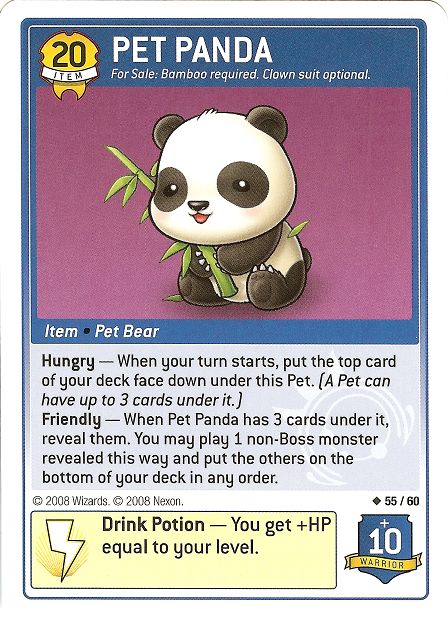 20
ITEM
PET PANDA
For Sale: Bamboo required. Clown suit optional.
Item • Pet Bear
Hungry — When your turn starts, put the top card
of your deck face down under this Pet. (A Pet can
have up to 3 cards under it.)
Friendly — When Pet Panda has 3 cards under it,
reveal them. You may play 1 non-Boss monster
revealed this way and put the others on the
bottom of your deck in any order.
© 2008 Wizards. © 2008 Nexon.
◆ 55 / 60
Drink Potion — You get +HP
equal to your level.
+
10
WARRIOR